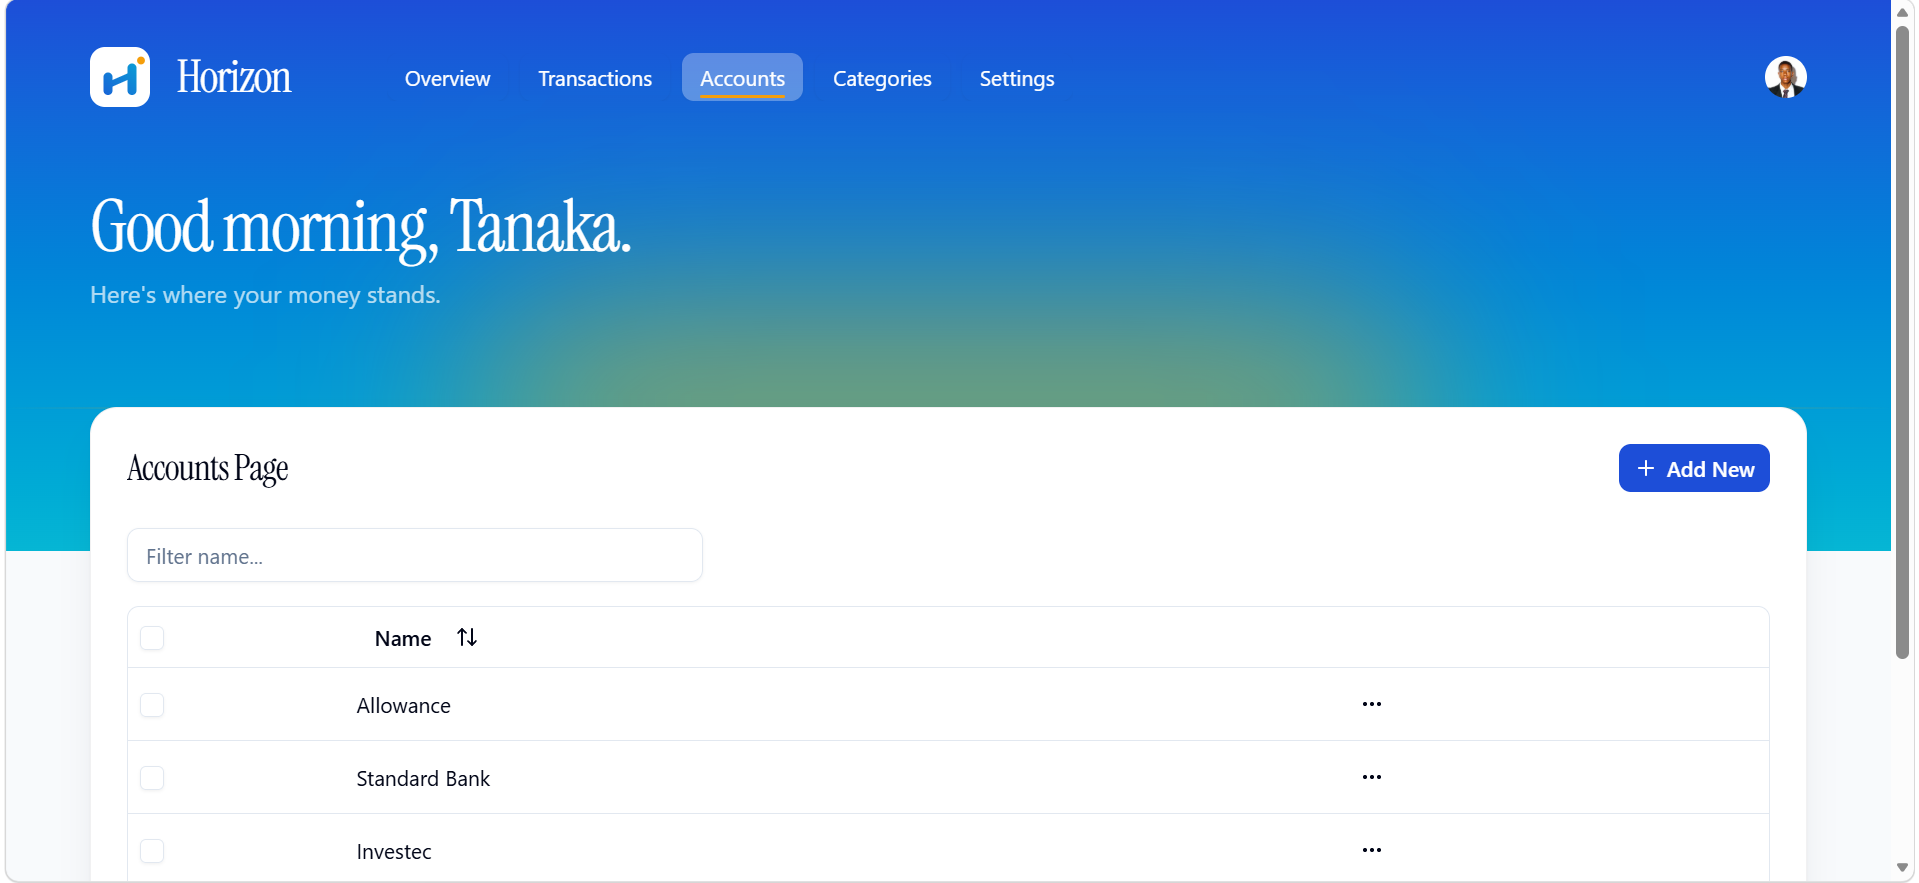 Horizon
Overview
Transactions
Accounts
Categories
Settings
Good morning, Tanaka.
Here's where your money stands.
Accounts Page
+ Add New
Filter name...
Name
Allowance
Standard Bank
Investec